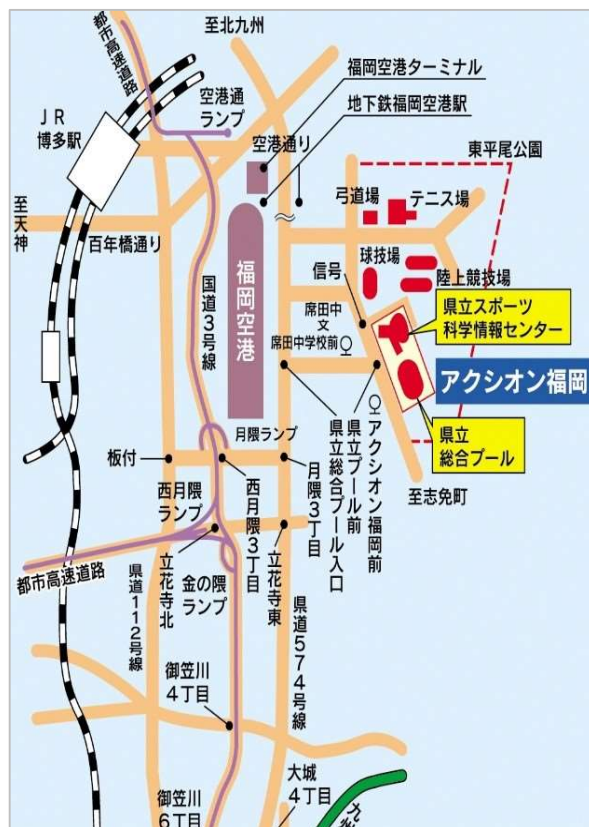 至北九州
都市高速道路
福岡空港ターミナル
空港通
ランプ
地下鉄福岡空港駅
ＪＲ
博多駅
空港通り
東平尾公園
至天神
弓道場
テニス場
百年橋通り
球技場
信号
陸上競技場
国道３号線
福岡空港
席田中
文
県立スポーツ
科学情報センター
席田中学校前
アクシオン福岡
県立
総合プール
月隈ランプ
板付
県立総合プール入口
県立プール前
アクシオン福岡前
至志免町
西月隈
ランプ
西月隈３丁目
月隈３丁目
都市高速道路
立花寺北
金の隈
ランプ
立花寺東
県道１１２号線
県道５７４号線
御笠川
４丁目
大城
４丁目
御笠川
６丁目
九州